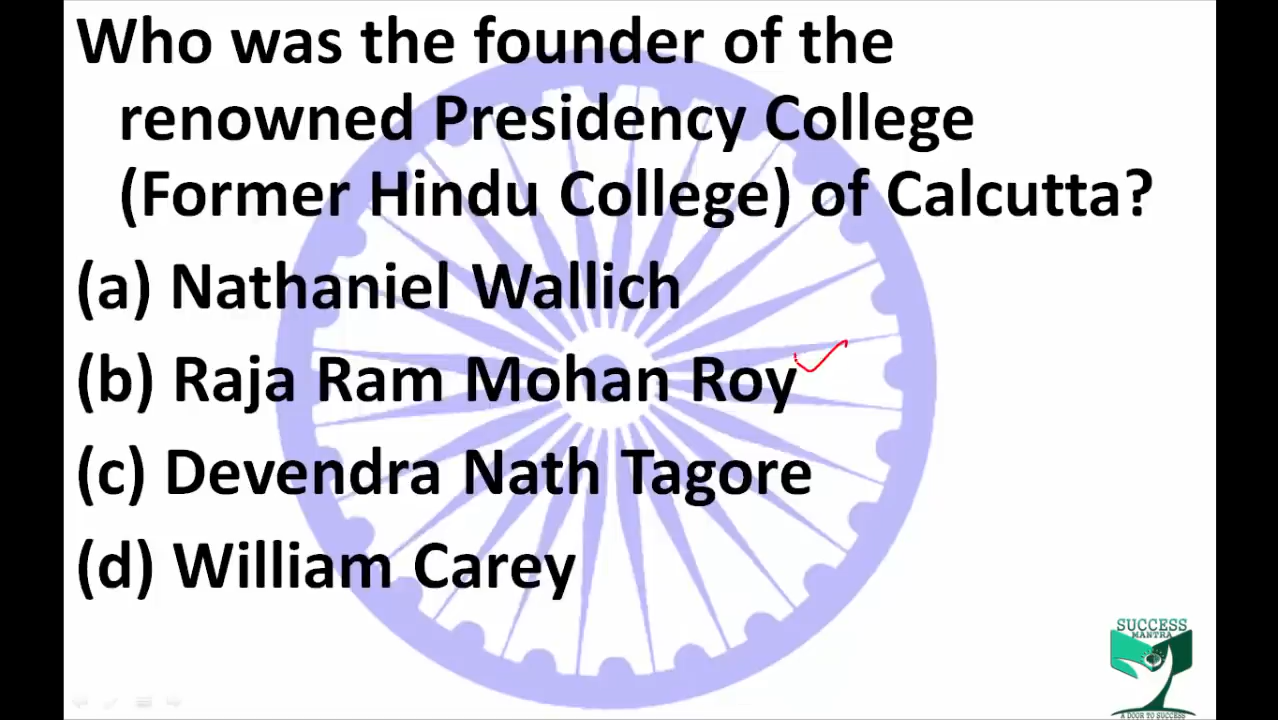 Who was the founder of the
renowned Presidency College
(Former Hindu College) of Calcutta?
(a) Nathaniel Wallich
(b) Raja Ram Mohan Roy
(c) Devendra Nath Tagore
(d) William Carey
SUCCESS
MANTRA
A DOOR TO SUCCESS